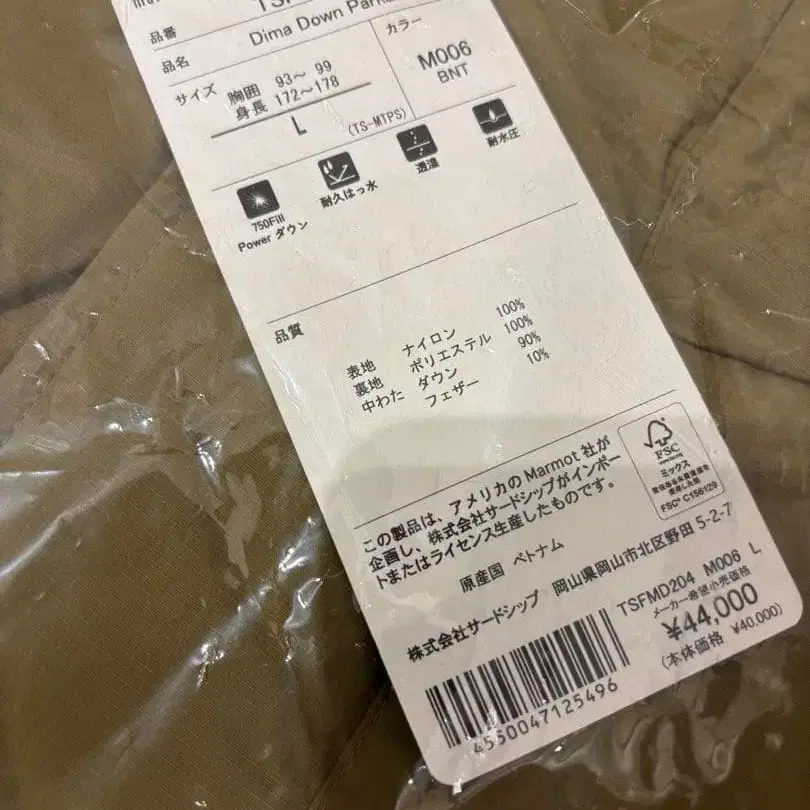 品番 TSF
品名 Dima Down Parka
サイズ 胸囲 93～ 99
身長 172～178
L
(TS-MTPS)
カラー
M006
BNT
750Fill
Power ダウン
耐久はっ水
透湿
耐水圧
品質
表地 ナイロン 100%
裏地 ポリエステル 100%
中わた ダウン 90%
フェザー 10%
FSC
ミックス
FSC® C156129
この製品は、アメリカの Marmot 社が
企画し、株式会社サードシップがインポー
トまたはライセンス生産したものです。
原産国 ベトナム
株式会社サードシップ 岡山県岡山市北区野田 5-2-7
TSFMD204 M006 L
メーカー希望小売価格
¥44,000
(本体価格 ¥40,000)
4550047125496